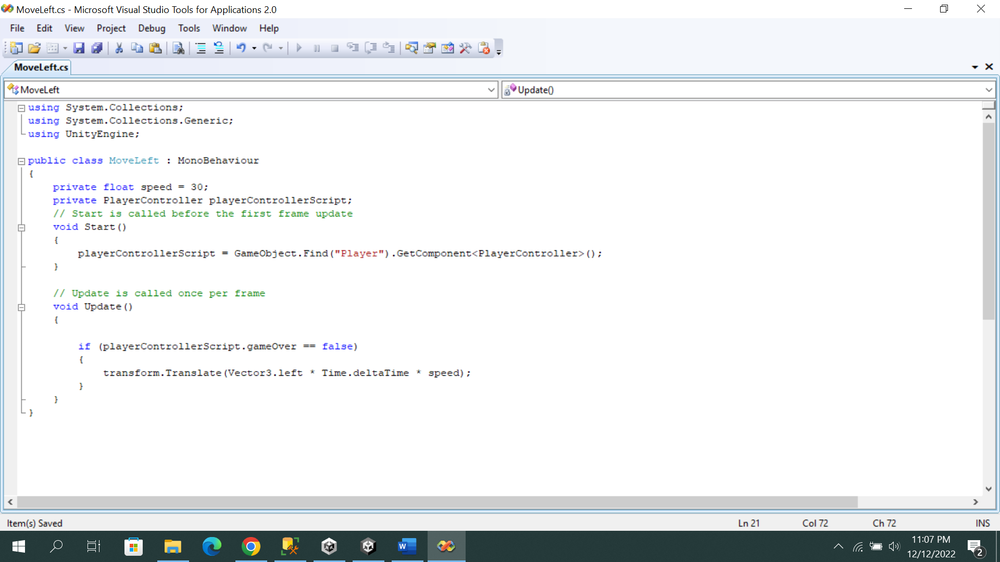 MoveLeft.cs - Microsoft Visual Studio Tools for Applications 2.0
File Edit View Project Debug Tools Window Help
MoveLeft.cs
MoveLeft Update()
using System.Collections;
using System.Collections.Generic;
using UnityEngine;
public class MoveLeft : MonoBehaviour
{
private float speed = 30;
private PlayerController playerControllerScript;
// Start is called before the first frame update
void Start()
{
playerControllerScript = GameObject.Find("Player").GetComponent<PlayerController>();
}
// Update is called once per frame
void Update()
{
if (playerControllerScript.gameOver == false)
{
transform.Translate(Vector3.left * Time.deltaTime * speed);
}
}
}
Item(s) Saved Ln 21 Col 72 Ch 72 INS
W
11:07 PM
12/12/2022
2